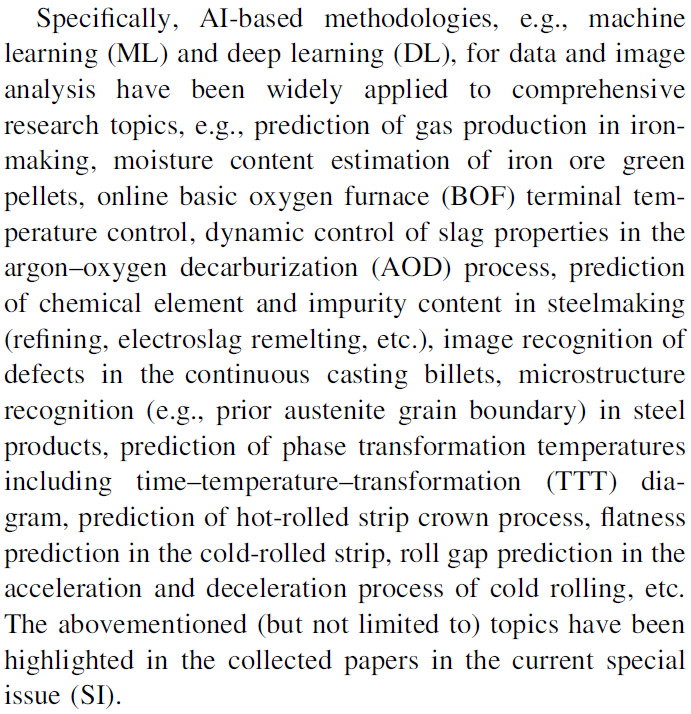 Specifically, AI-based methodologies, e.g., machine
learning (ML) and deep learning (DL), for data and image
analysis have been widely applied to comprehensive
research topics, e.g., prediction of gas production in iron-
making, moisture content estimation of iron ore green
pellets, online basic oxygen furnace (BOF) terminal tem-
perature control, dynamic control of slag properties in the
argon–oxygen decarburization (AOD) process, prediction
of chemical element and impurity content in steelmaking
(refining, electroslag remelting, etc.), image recognition of
defects in the continuous casting billets, microstructure
recognition (e.g., prior austenite grain boundary) in steel
products, prediction of phase transformation temperatures
including time–temperature–transformation (TTT) dia-
gram, prediction of hot-rolled strip crown process, flatness
prediction in the cold-rolled strip, roll gap prediction in the
acceleration and deceleration process of cold rolling, etc.
The abovementioned (but not limited to) topics have been
highlighted in the collected papers in the current special
issue (SI).